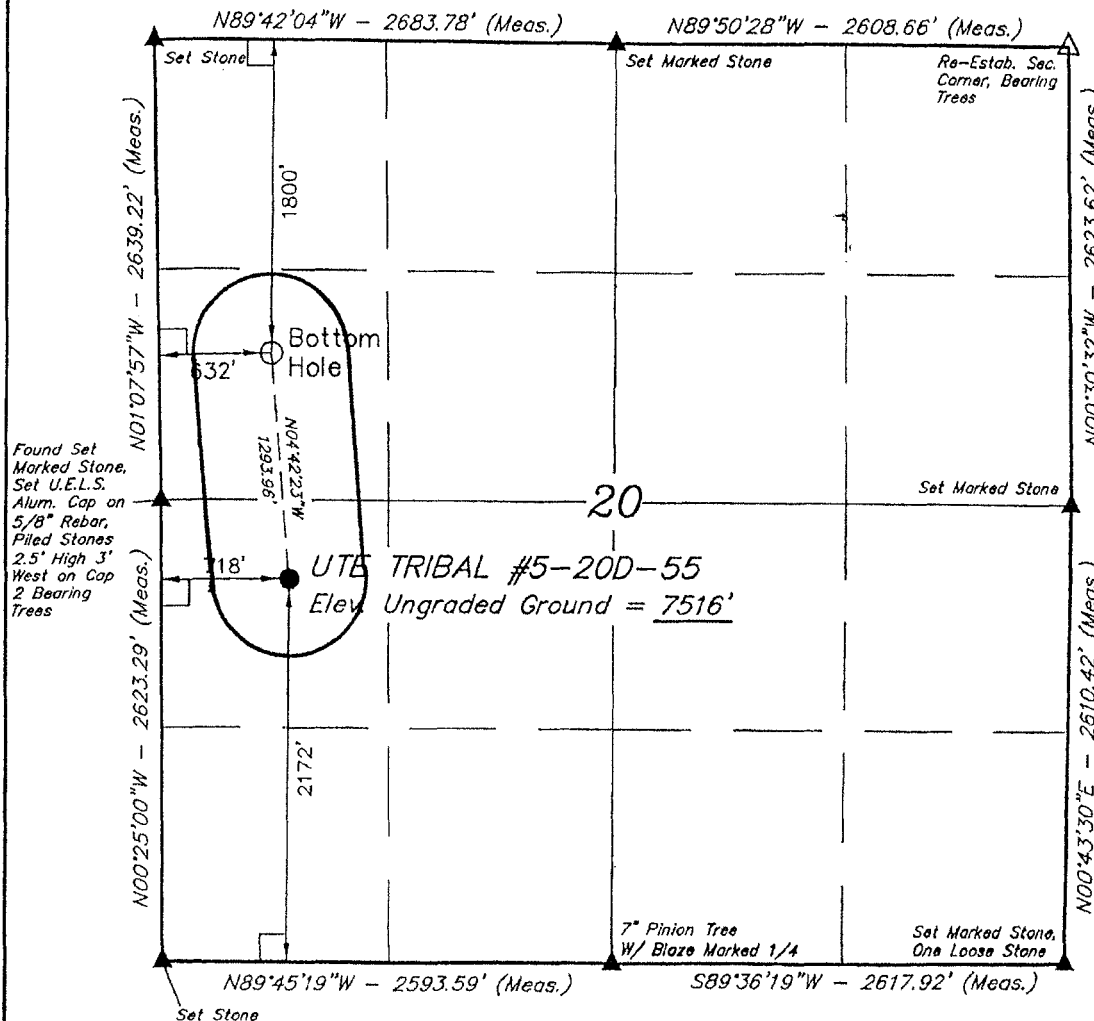 N89°42'04"W - 2683.78' (Meas.)
N89°50'28"W - 2608.66' (Meas.)
Set Stone
Set Marked Stone
Re-Estab. Sec.
Corner, Bearing
Trees
N01°07'57"W - 2639.22' (Meas.)
1800'
N00°30'32"W - 2623.62' (Meas.)
Bottom
Hole
632'
N04°42'23"W
1293.96'
Found Set
Marked Stone,
Set U.E.L.S.
Alum. Cap on
5/8" Rebar,
Piled Stones
2.5' High 3'
West on Cap
2 Bearing
Trees
20
Set Marked Stone
718'
UTE TRIBAL #5-20D-55
Elev. Ungraded Ground = 7516'
N00°25'00"W - 2623.29' (Meas.)
2172'
N00°43'30"E - 2610.42' (Meas.)
7" Pinion Tree
W/ Blaze Marked 1/4
Set Marked Stone,
One Loose Stone
N89°45'19"W - 2593.59' (Meas.)
S89°36'19"W - 2617.92' (Meas.)
Set Stone